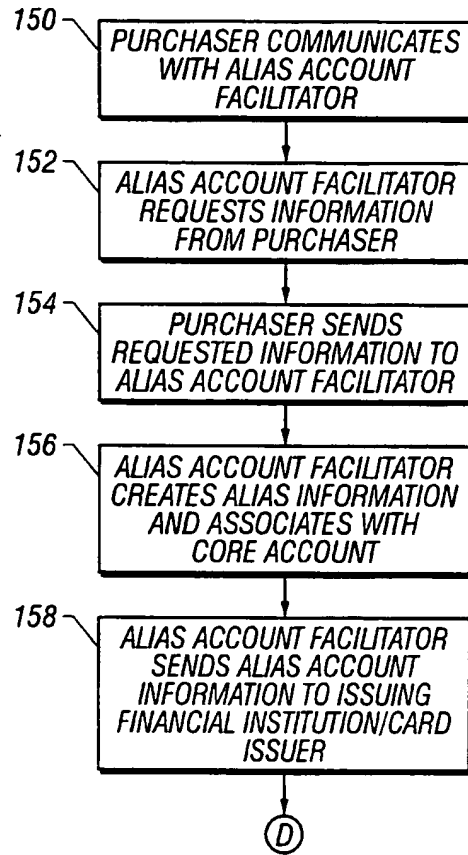 150
PURCHASER COMMUNICATES
WITH ALIAS ACCOUNT
FACILITATOR
152
ALIAS ACCOUNT FACILITATOR
REQUESTS INFORMATION
FROM PURCHASER
154
PURCHASER SENDS
REQUESTED INFORMATION TO
ALIAS ACCOUNT FACILITATOR
156
ALIAS ACCOUNT FACILITATOR
CREATES ALIAS INFORMATION
AND ASSOCIATES WITH
CORE ACCOUNT
158
ALIAS ACCOUNT FACILITATOR
SENDS ALIAS ACCOUNT
INFORMATION TO ISSUING
FINANCIAL INSTITUTION/CARD
ISSUER
D